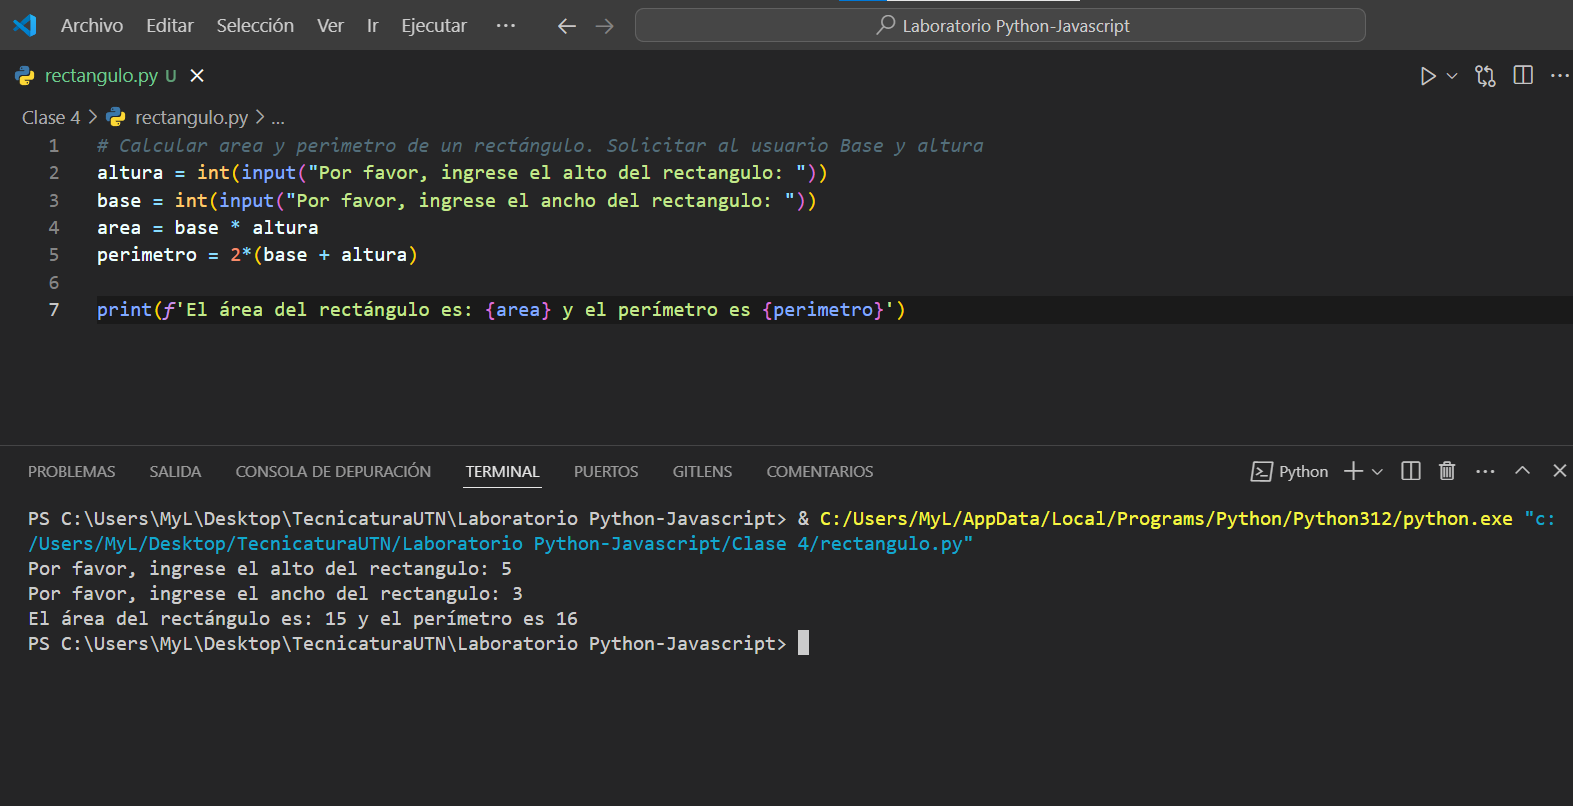 Archivo Editar Selección Ver Ir Ejecutar ··· Laboratorio Python-Javascript
rectangulo.py U
Clase 4 > rectangulo.py > ...
1 # Calcular area y perimetro de un rectángulo. Solicitar al usuario Base y altura
2 altura = int(input("Por favor, ingrese el alto del rectangulo: "))
3 base = int(input("Por favor, ingrese el ancho del rectangulo: "))
4 area = base * altura
5 perimetro = 2*(base + altura)
6
7 print(f'El área del rectángulo es: {area} y el perímetro es {perimetro}')
PROBLEMAS SALIDA CONSOLA DE DEPURACIÓN TERMINAL PUERTOS GITLENS COMENTARIOS Python
PS C:\Users\MyL\Desktop\TecnicaturaUTN\Laboratorio Python-Javascript> & C:/Users/MyL/AppData/Local/Programs/Python/Python312/python.exe "c:
/Users/MyL/Desktop/TecnicaturaUTN/Laboratorio Python-Javascript/Clase 4/rectangulo.py"
Por favor, ingrese el alto del rectangulo: 5
Por favor, ingrese el ancho del rectangulo: 3
El área del rectángulo es: 15 y el perímetro es 16
PS C:\Users\MyL\Desktop\TecnicaturaUTN\Laboratorio Python-Javascript>